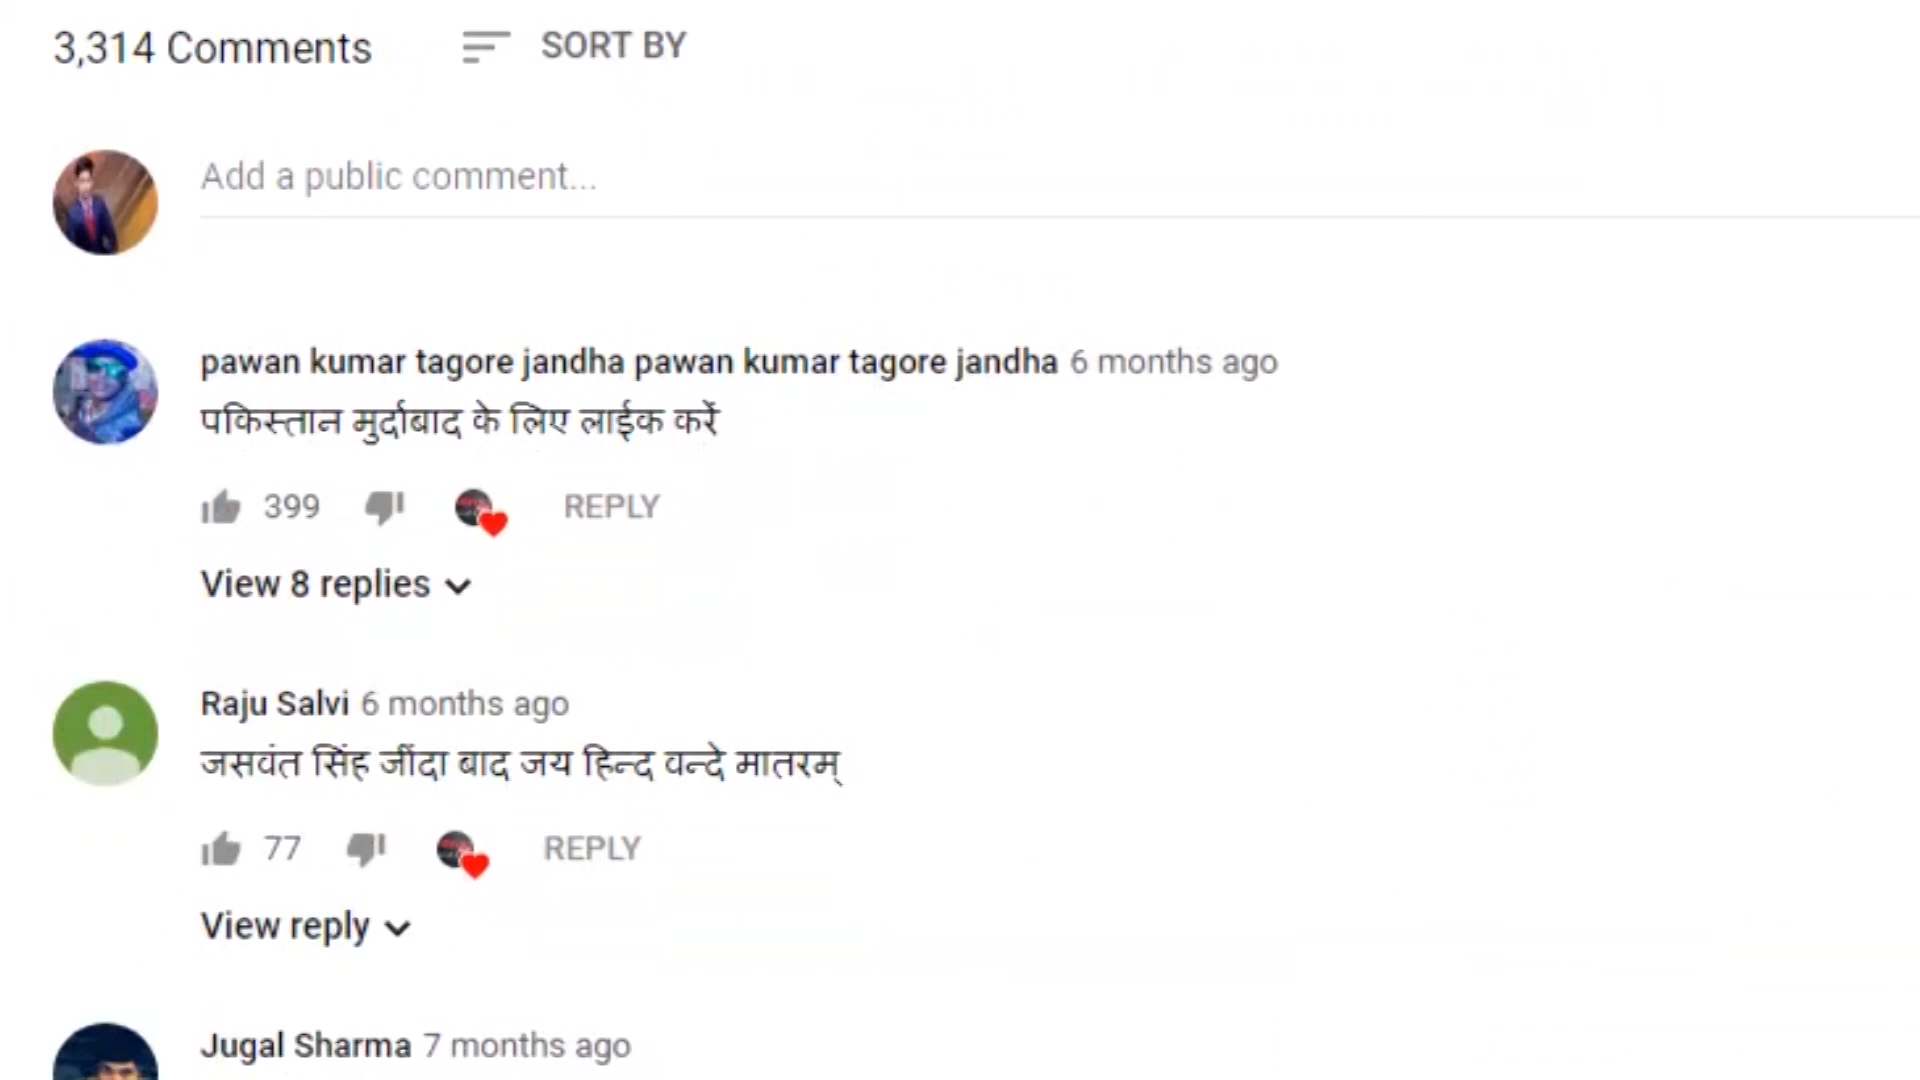 3,314 Comments SORT BY
Add a public comment...
pawan kumar tagore jandha pawan kumar tagore jandha 6 months ago
पकिस्तान मुर्दाबाद के लिए लाईक करें
399 REPLY
View 8 replies
Raju Salvi 6 months ago
जसवंत सिंह जींदा बाद जय हिन्द वन्दे मातरम्
77 REPLY
View reply
Jugal Sharma 7 months ago